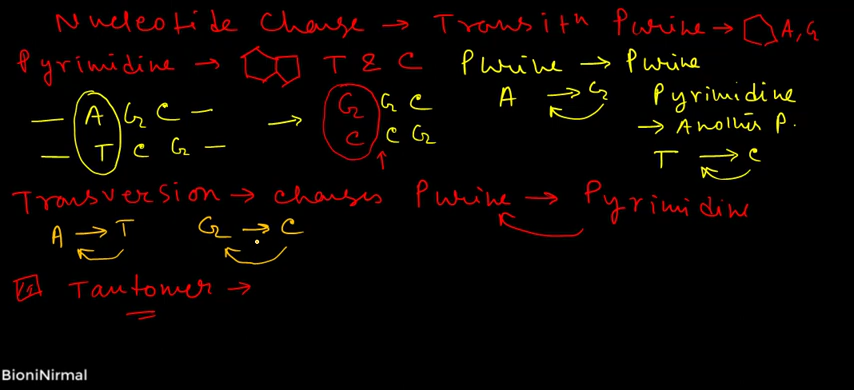 Nucleotide Change → Transitn Purine → A, G
Pyrimidine → T & C Purine → Purine
A G C → G G C A → G Pyrimidine
T C G C C G → Another P.
T → C
Transversion → changes Purine → Pyrimidine
A → T G → C
Tautomer →
BioniNirmal